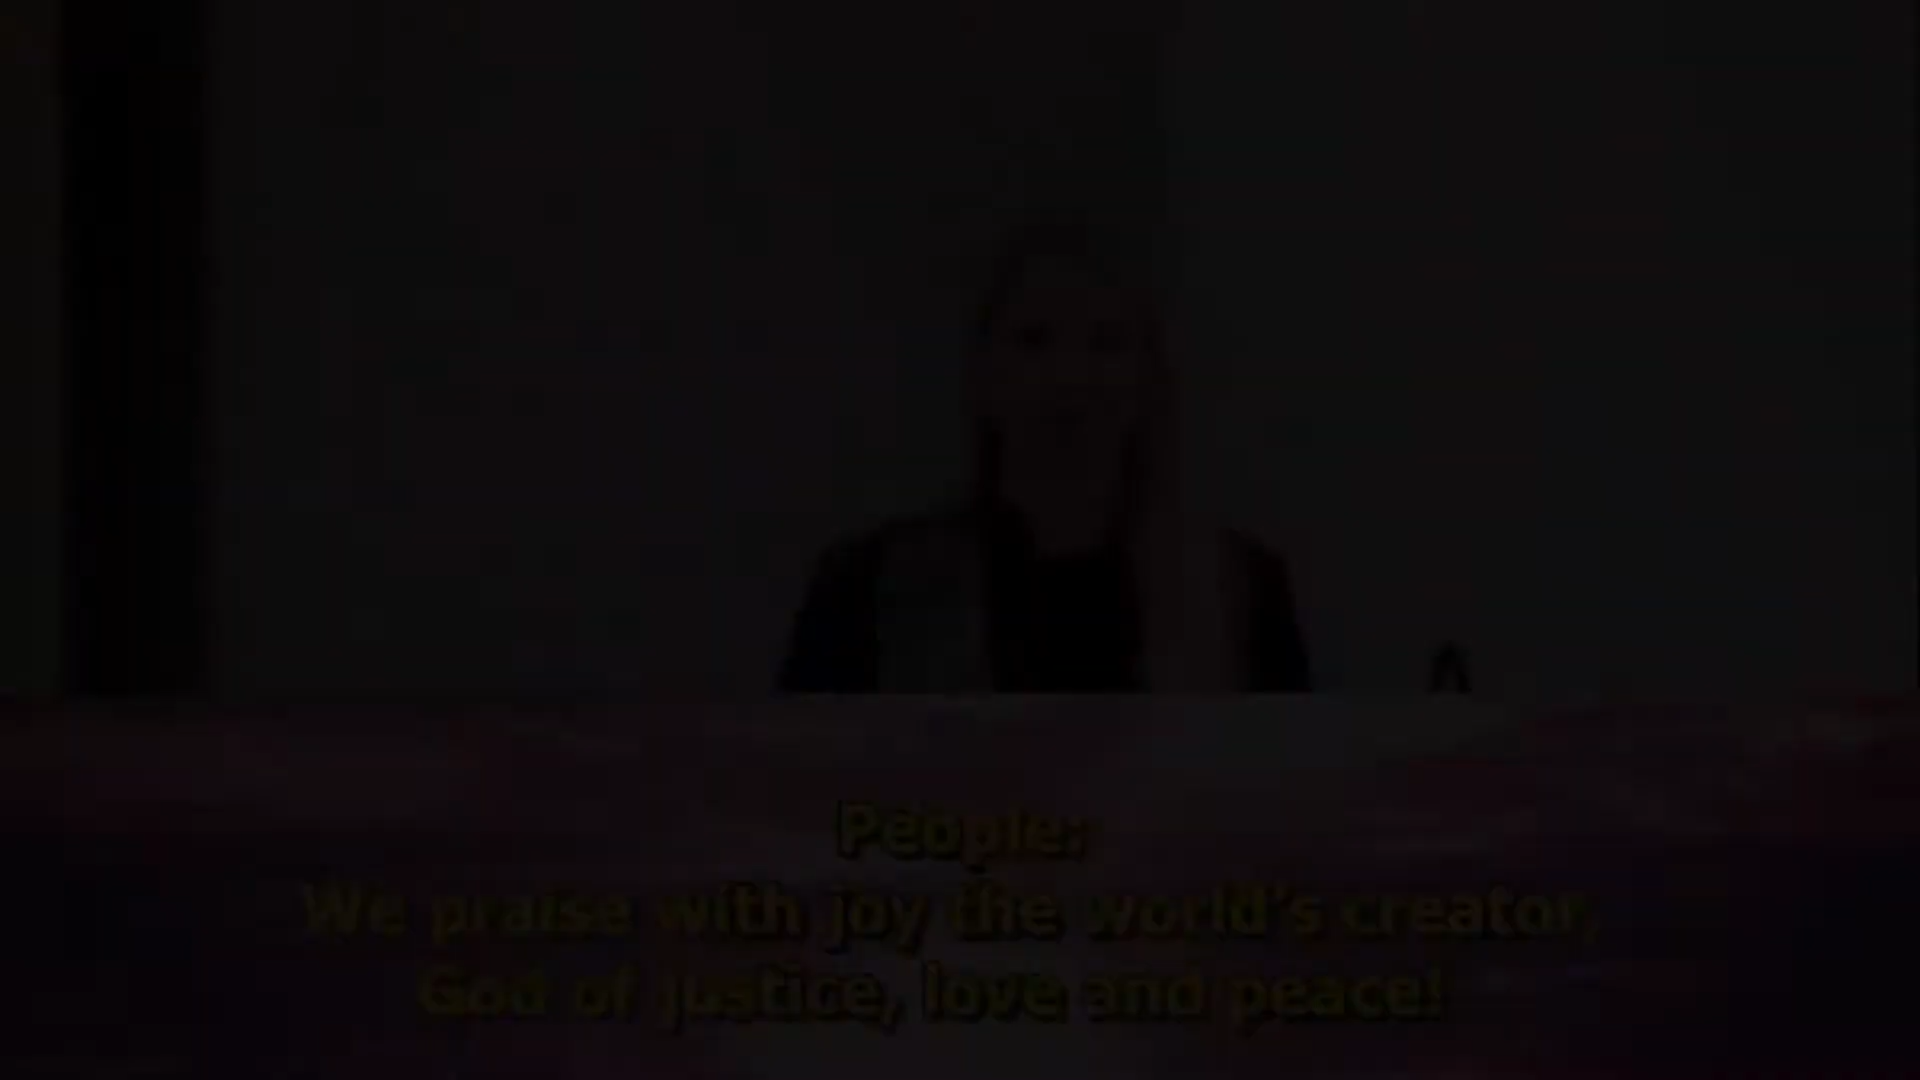 People:
We praise with joy the world's creator,
God of justice, love and peace!